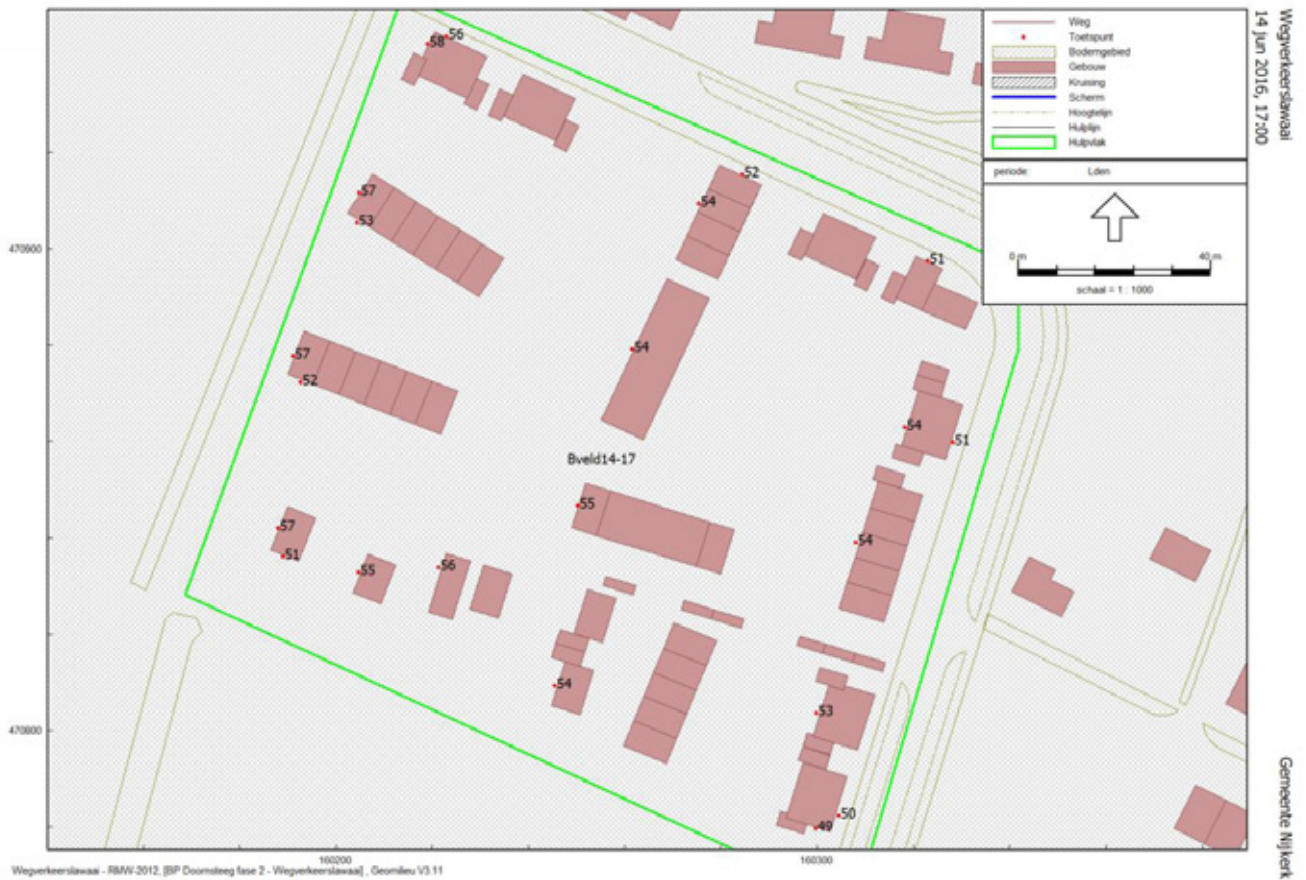 Wegverkeerslawaai
14 jun 2016, 17:00
Weg
Toetspunt
Bodemgebied
Gebouw
Kruising
Scherm
Hoogtelijn
Hulplijn
Hulpvlak
periode: Lden
0 m 40 m
schaal = 1 : 1000
56
58
52
57
54
53
470900
51
54
57
52
54
51
Bveld14-17
55
57
54
51
55
56
54
53
470800
50
49
160200 160300
Gemeente Nijkerk
Wegverkeerslawaai - RMW-2012, [BP Doornsteeg fase 2 - Wegverkeerslawaai] , Geomilieu V3.11